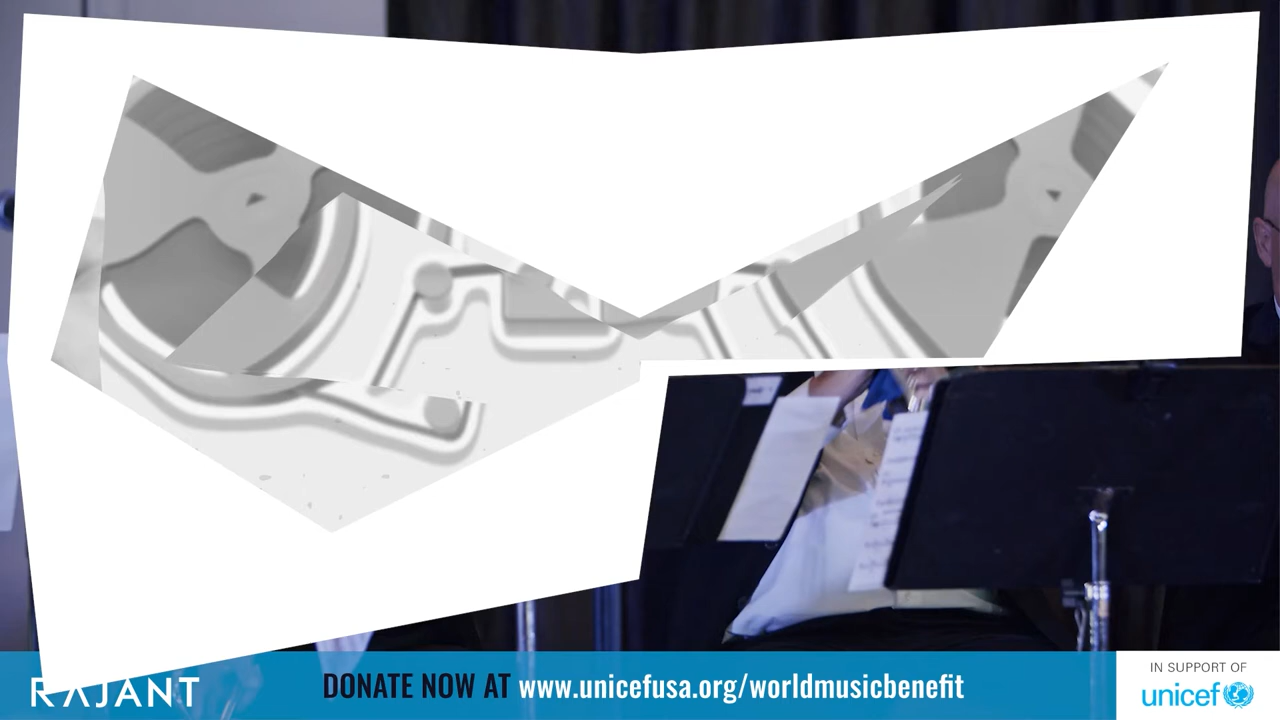 RAJANT
DONATE NOW AT www.unicefusa.org/worldmusicbenefit
IN SUPPORT OF
unicef